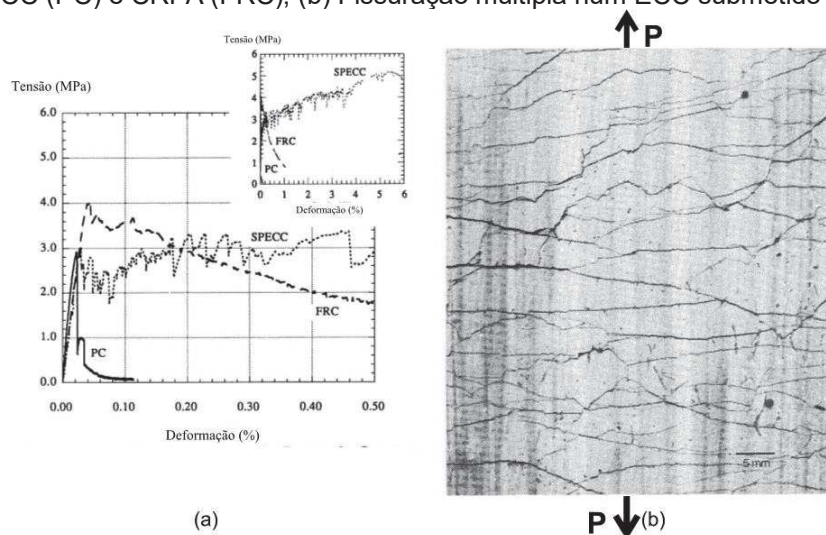 (PC) e CRFA (FRC); (b) Fissuração múltipla num ECC submetido
Tensão (MPa)
6
5
4
3
2
1
0
SPECC
FRC
PC
0 1 2 3 4 5 6
Deformação (%)
Tensão (MPa)
6.0
5.0
4.0
3.0
2.0
1.0
0.0
SPECC
FRC
PC
0.00 0.10 0.20 0.30 0.40 0.50
Deformação (%)
(a)
P
5 mm
P
(b)